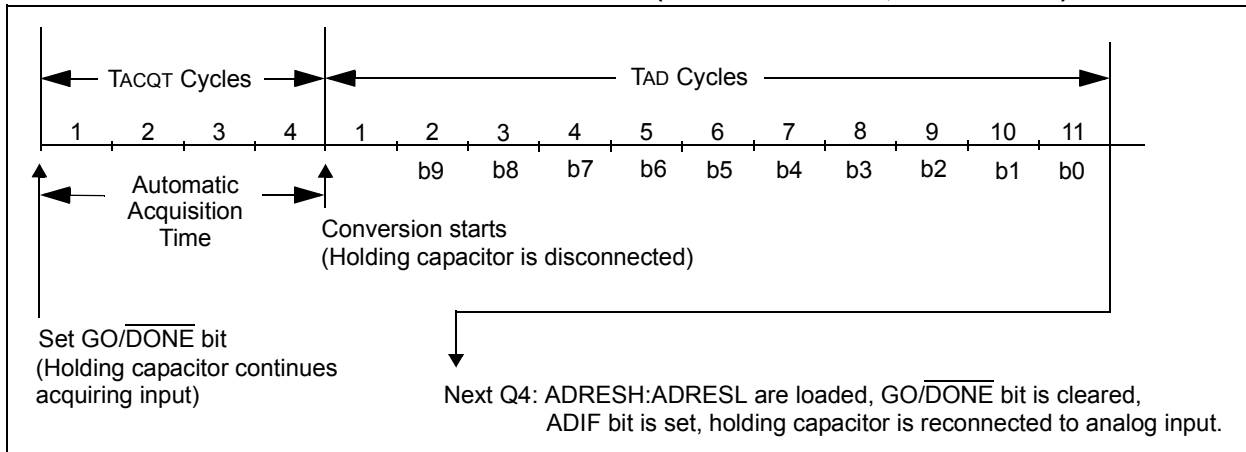 TACQT Cycles
TAD Cycles
1 2 3 4 1 2 3 4 5 6 7 8 9 10 11
b9 b8 b7 b6 b5 b4 b3 b2 b1 b0
Automatic
Acquisition
Time
Conversion starts
(Holding capacitor is disconnected)
Set GO/DONE bit
(Holding capacitor continues
acquiring input)
Next Q4: ADRESH:ADRESL are loaded, GO/DONE bit is cleared,
ADIF bit is set, holding capacitor is reconnected to analog input.